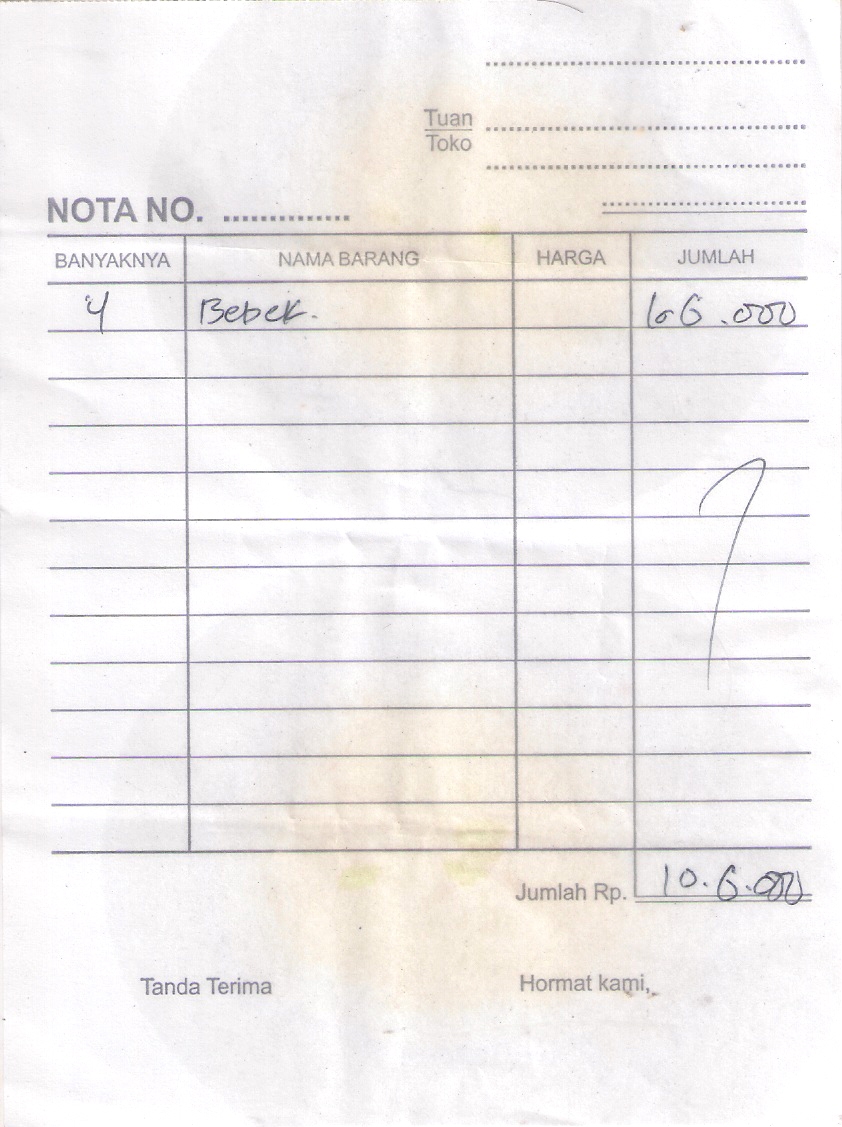 Tuan
Toko
NOTA NO. ..............
BANYAKNYA NAMA BARANG HARGA JUMLAH
4 Bebek. 106.000
Jumlah Rp. 10.6.000
Tanda Terima Hormat kami,